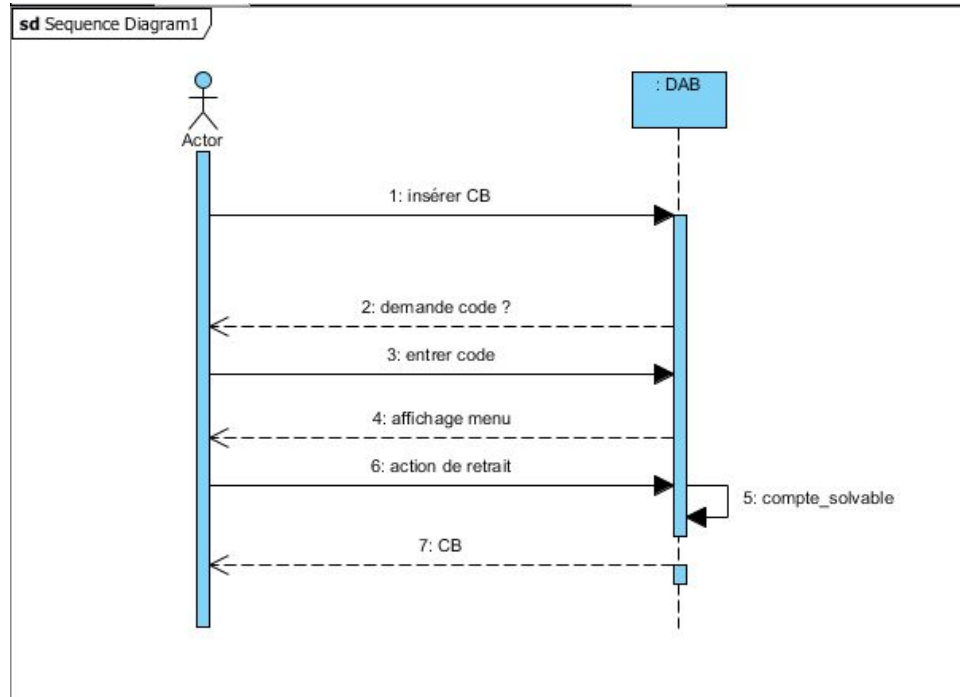 sd Sequence Diagram1
: DAB
Actor
1: insérer CB
2: demande code ?
3: entrer code
4: affichage menu
6: action de retrait
5: compte_solvable
7: CB